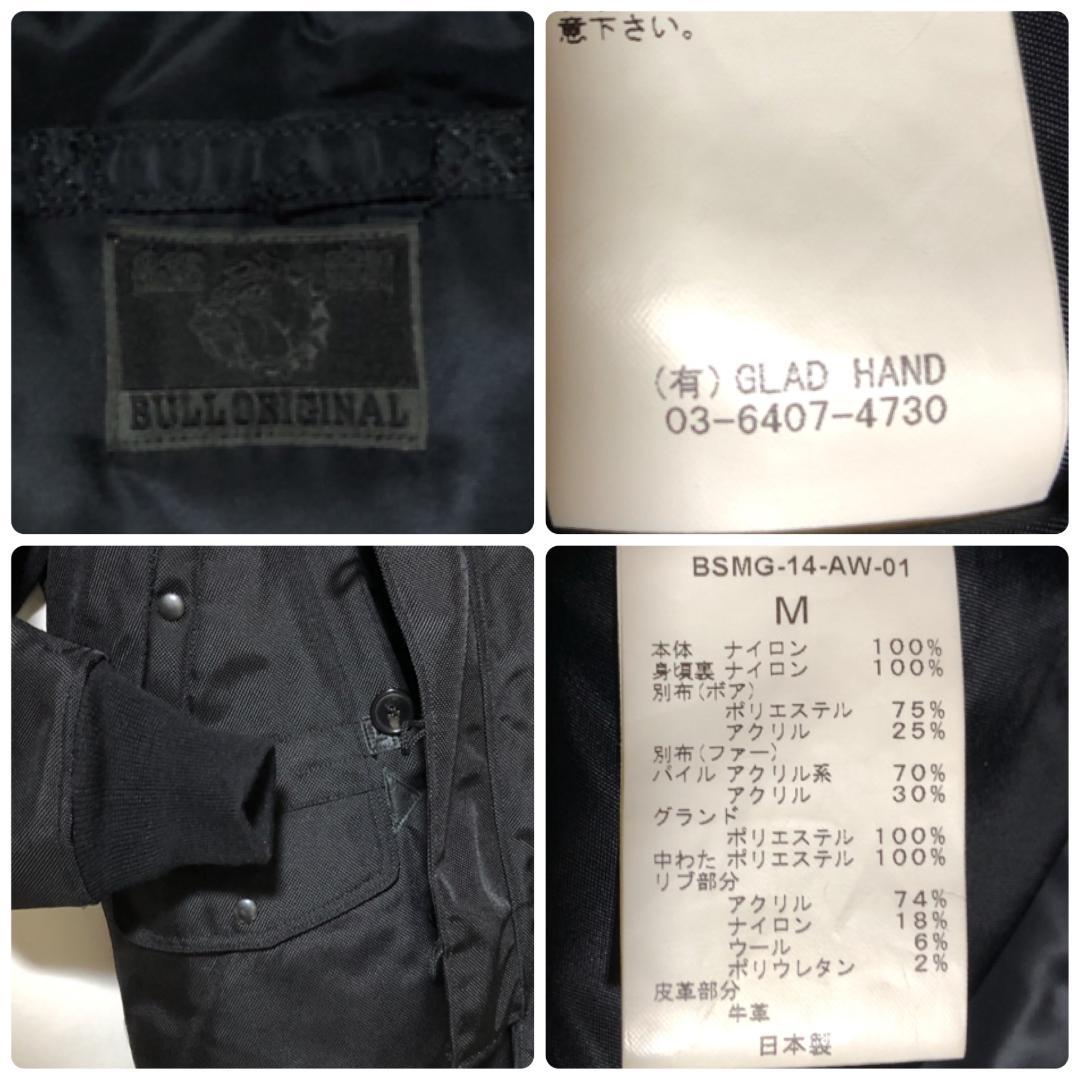 BULL ORIGINAL
意下さい。
(有) GLAD HAND
03-6407-4730
BSMG-14-AW-01
M
本体 ナイロン 100%
身頃裏 ナイロン 100%
別布(ボア)
ポリエステル 75%
アクリル 25%
別布(ファー)
パイル アクリル系 70%
アクリル 30%
グランド
ポリエステル 100%
中わた ポリエステル 100%
リブ部分
アクリル 74%
ナイロン 18%
ウール 6%
ポリウレタン 2%
皮革部分
牛革
日本製